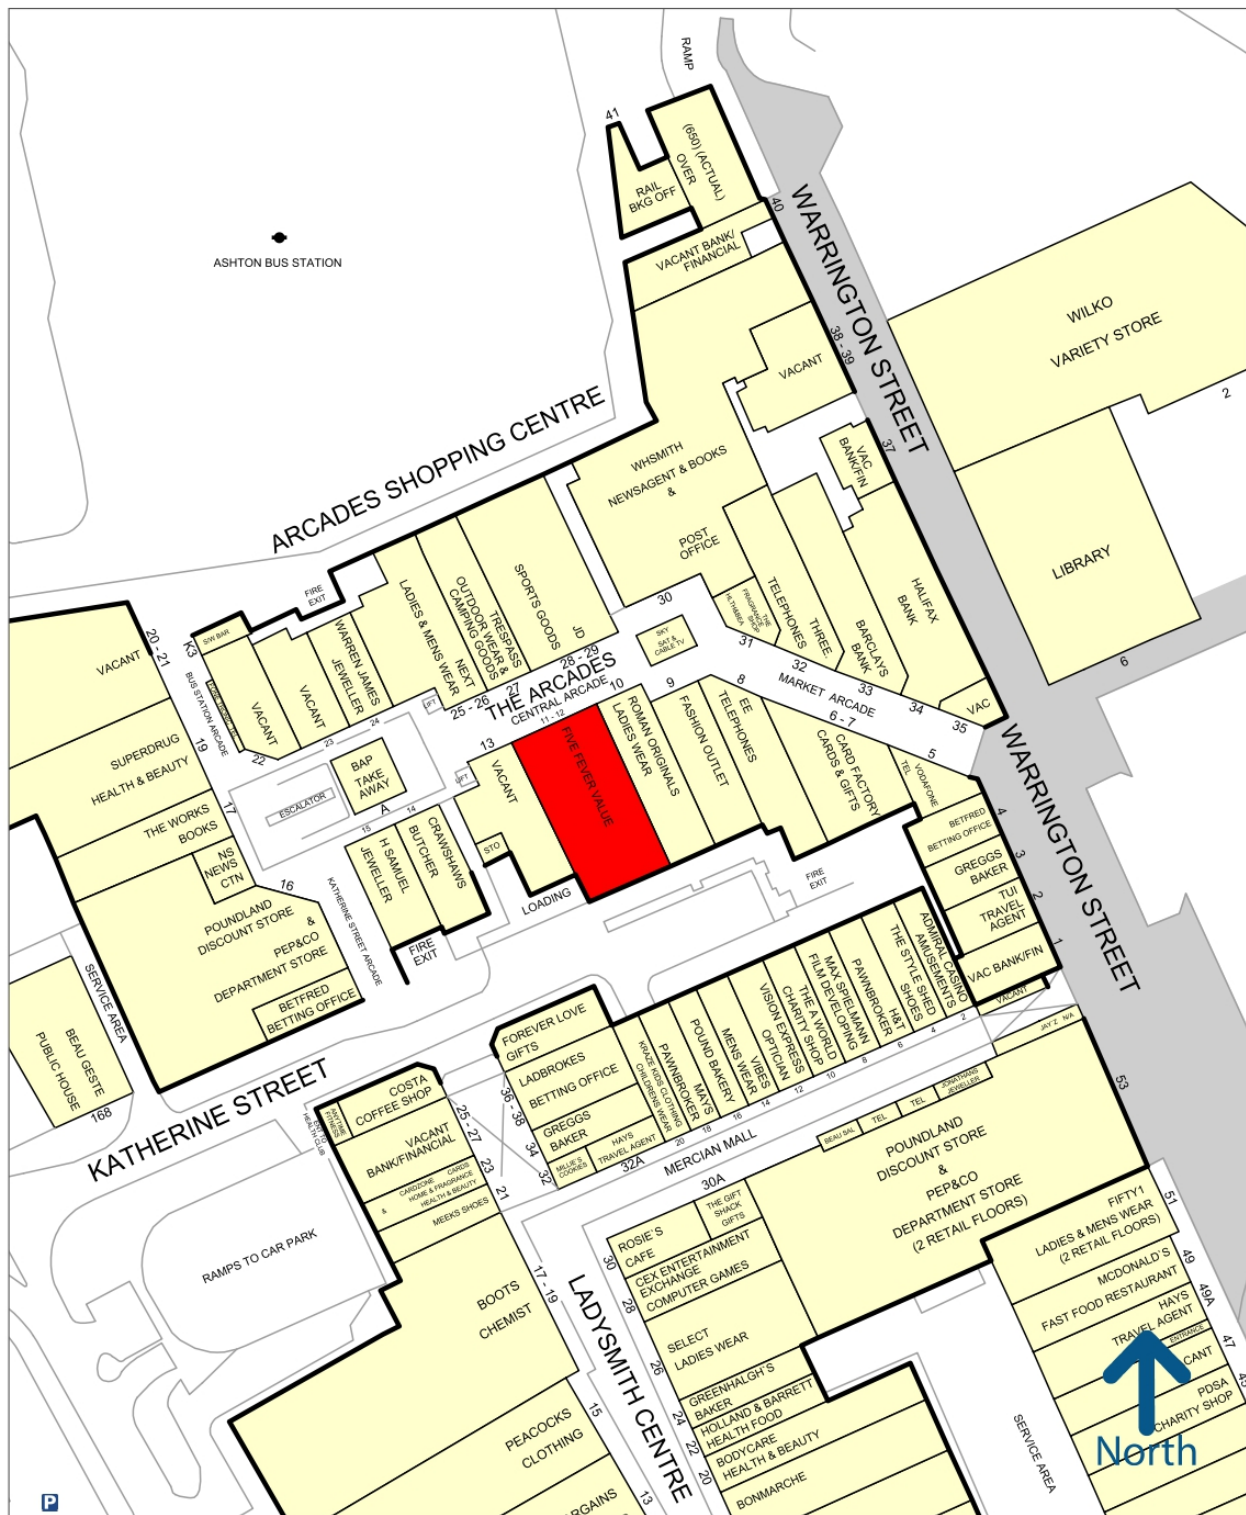 RAMP
41
(650) (ACTUAL)
OVER
RAIL
BKG OFF
40
WARRINGTON STREET
VACANT BANK/
FINANCIAL
ASHTON BUS STATION
WILKO
VARIETY STORE
2
38 - 39
VACANT
37
VAC
BANK/FIN
ARCADES SHOPPING CENTRE
WHSMITH
NEWSAGENT & BOOKS
&
POST
OFFICE
LIBRARY
6
HALIFAX
BANK
BARCLAYS
BANK
THREE
TELEPHONES
THE
FRAGRANCE
SHOP
30
SKY
SAT &
CABLE TV
31
32
33
34
35
VAC
MARKET ARCADE
JD
SPORTS GOODS
28 - 29
TRESPASS
OUTDOOR WEAR &
CAMPING GOODS
27
NEXT
LADIES & MENS WEAR
25 - 26
FIRE
EXIT
WARREN JAMES
JEWELLER
24
VACANT
23
VACANT
22
S/W BAR
K3
20 - 21
VACANT
BUS STATION ARCADE
SUPERDRUG
HEALTH & BEAUTY
19
THE WORKS
BOOKS
17
NS
NEWS
CTN
16
POUNDLAND
DISCOUNT STORE
&
PEP&CO
DEPARTMENT STORE
BETFRED
BETTING OFFICE
THE ARCADES
CENTRAL ARCADE
LIFT
LIFT
BAP
TAKE
AWAY
A
ESCALATOR
15
14
H SAMUEL
JEWELLER
CRAWSHAWS
BUTCHER
KATHERINE STREET ARCADE
FIRE
EXIT
13
VACANT
STO
LOADING
11 - 12
FIVE FEVER VALUE
10
ROMAN ORIGINALS
LADIES WEAR
9
FASHION OUTLET
8
EE
TELEPHONES
6 - 7
CARD FACTORY
CARDS & GIFTS
5
VODAFONE
TEL
FIRE
EXIT
4
BETFRED
BETTING OFFICE
3
GREGGS
BAKER
2
TUI
TRAVEL
AGENT
1
VAC BANK/FIN
VACANT
WARRINGTON STREET
SERVICE AREA
BEAU GESTE
PUBLIC HOUSE
168
KATHERINE STREET
FOREVER LOVE
GIFTS
LADBROKES
BETTING OFFICE
GREGGS
BAKER
36 - 38
34
32
MILLIE'S
COOKIES
HAYS
TRAVEL AGENT
32A
KRAZE KIDS CLOTHING
CHILDRENS WEAR
20
MAYS
PAWNBROKER
18
POUND BAKERY
16
VIBES
MENS WEAR
14
VISION EXPRESS
OPTICIAN
12
THE A WORLD
CHARITY SHOP
10
MAX SPIELMANN
FILM DEVELOPING
8
H&T
PAWNBROKER
6
THE STYLE SHED
SHOES
4
ADMIRAL CASINO
AMUSEMENTS
2
MERCIAN MALL
JAY'Z
N/A
53
JONATHANS
JEWELLER
TEL
TEL
BEAU SAL
30A
POUNDLAND
DISCOUNT STORE
&
PEP&CO
DEPARTMENT STORE
(2 RETAIL FLOORS)
COSTA
COFFEE SHOP
ANYTIME
FITNESS
ENT TO
HEALTH CLUB
25 - 27
VACANT
BANK/FINANCIAL
23
CARDZONE CARDS
HOME & FRAGRANCE
& HEALTH & BEAUTY
21
MEEKS SHOES
RAMPS TO CAR PARK
17 - 19
BOOTS
CHEMIST
15
PEACOCKS
CLOTHING
13
LADYSMITH CENTRE
30
ROSIE'S
CAFE
THE GIFT
SHACK
GIFTS
28
CEX ENTERTAINMENT
EXCHANGE
COMPUTER GAMES
26
SELECT
LADIES WEAR
24
GREENHALGH'S
BAKER
22
HOLLAND & BARRETT
HEALTH FOOD
20
BODYCARE
HEALTH & BEAUTY
BONMARCHE
FIFTY1
LADIES & MENS WEAR
(2 RETAIL FLOORS)
51
MCDONALD'S
FAST FOOD RESTAURANT
49
HAYS
TRAVEL AGENT
49A
ENTRANCE
47
CANT
PDSA
CHARITY SHOP
SERVICE AREA
North
P